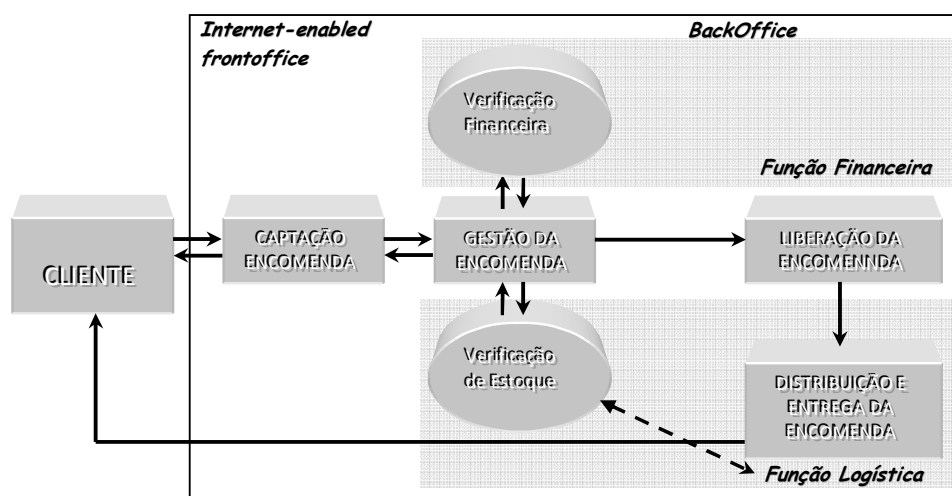 Internet-enabled
frontoffice
BackOffice
Verificação
Financeira
Função Financeira
CLIENTE
CAPTAÇÃO
ENCOMENDA
GESTÃO DA
ENCOMENDA
LIBERAÇÃO DA
ENCOMENNDA
Verificação
de Estoque
DISTRIBUIÇÃO E
ENTREGA DA
ENCOMENDA
Função Logística